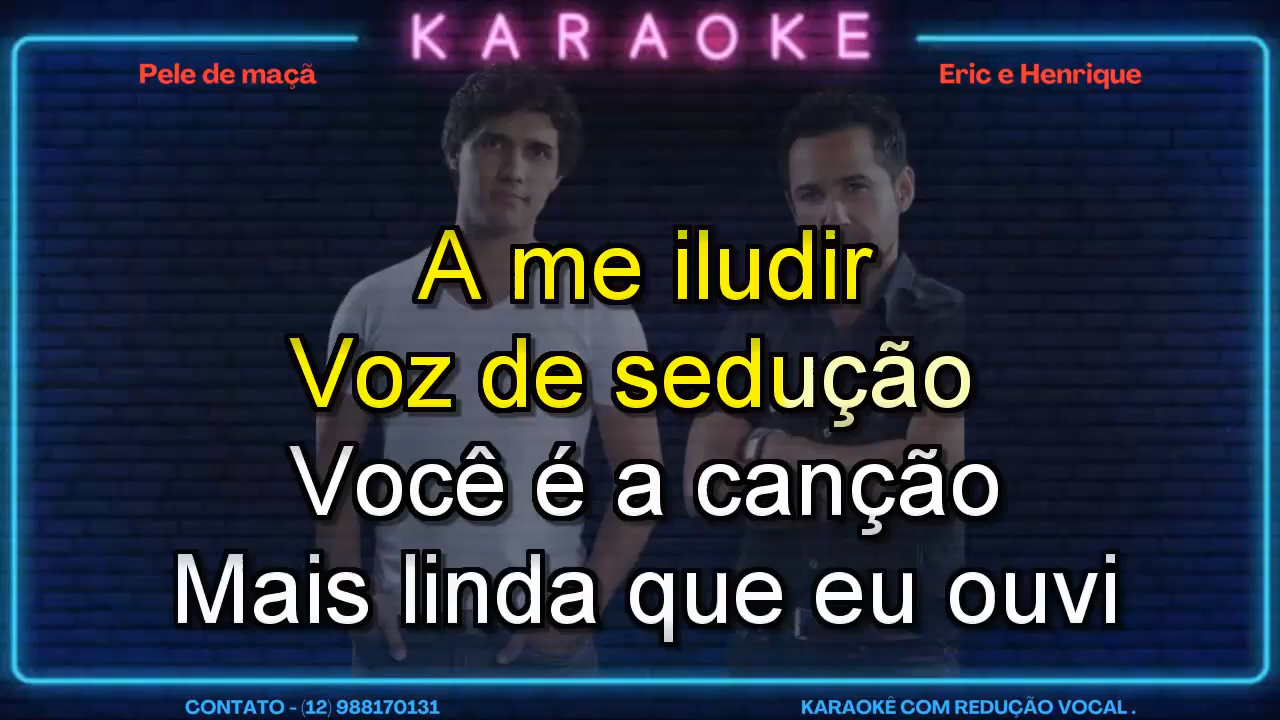 KARAOKE
Pele de maçã
Eric e Henrique
A me iludir
Voz de sedução
Você é a canção
Mais linda que eu ouvi
CONTATO - (12) 988170131
KARAOKÊ COM REDUÇÃO VOCAL .